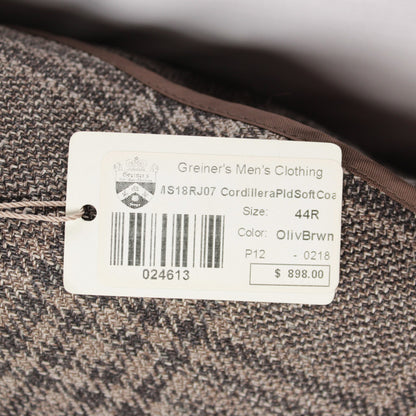 Greiner's Men's Clothing
MS18RJ07 CordilleraPldSoftCoa
Size: 44R
Color: OlivBrwn
P12 - 0218
024613
$ 898.00